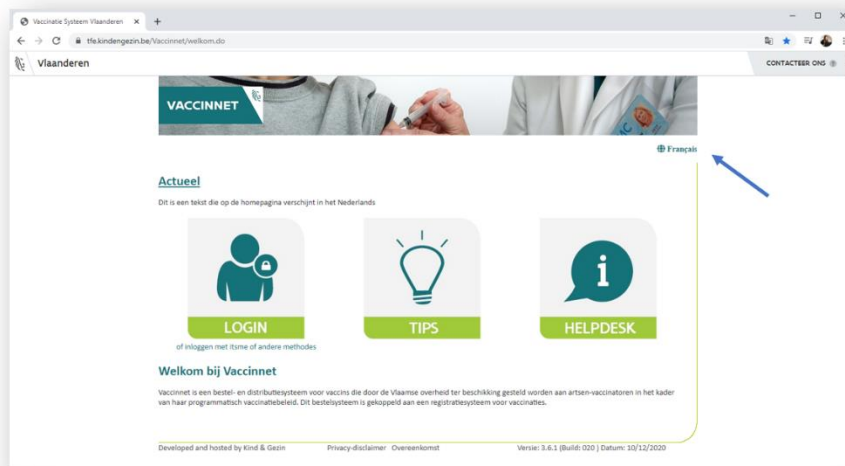 Vaccinatie Systeem Vlaanderen
tfe.kindengezin.be/Vaccinnet/welkom.do
Vlaanderen
CONTACTEER ONS
VACCINNET
Français
Actueel
Dit is een tekst die op de homepagina verschijnt in het Nederlands
LOGIN
TIPS
HELPDESK
of inloggen met itsme of andere methodes
Welkom bij Vaccinnet
Vaccinnet is een bestel- en distributiesysteem voor vaccins die door de Vlaamse overheid ter beschikking gesteld worden aan artsen-vaccinatoren in het kader
van haar programmatisch vaccinatiebeleid. Dit bestelsysteem is gekoppeld aan een registratiesysteem voor vaccinaties.
Developed and hosted by Kind & Gezin Privacy-disclaimer Overeenkomst Versie: 3.6.1 (Build: 020 ) Datum: 10/12/2020